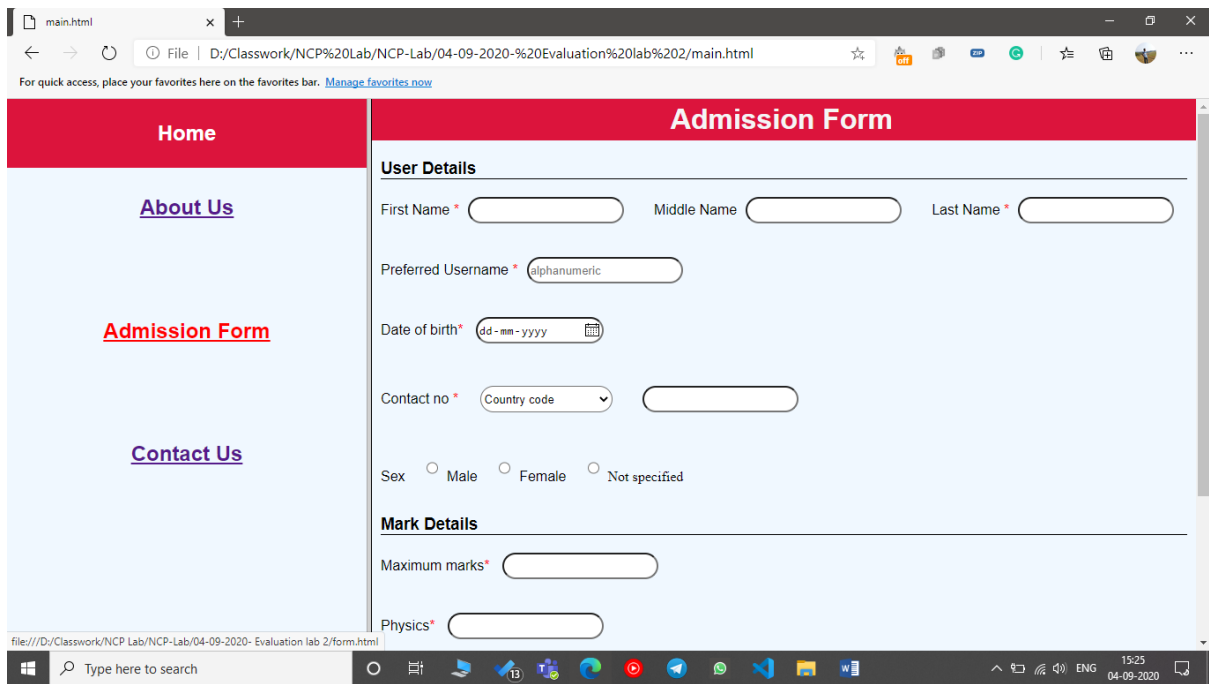 main.html
File | D:/Classwork/NCP%20Lab/NCP-Lab/04-09-2020-%20Evaluation%20lab%202/main.html
off
ZIP
For quick access, place your favorites here on the favorites bar. Manage favorites now
Home
About Us
Admission Form
Contact Us
Admission Form
User Details
First Name * Middle Name Last Name *
Preferred Username * alphanumeric
Date of birth* dd-mm-yyyy
Contact no * Country code
Sex Male Female Not specified
Mark Details
Maximum marks*
Physics*
file:///D:/Classwork/NCP Lab/NCP-Lab/04-09-2020- Evaluation lab 2/form.html
Type here to search
13
ENG
15:25
04-09-2020